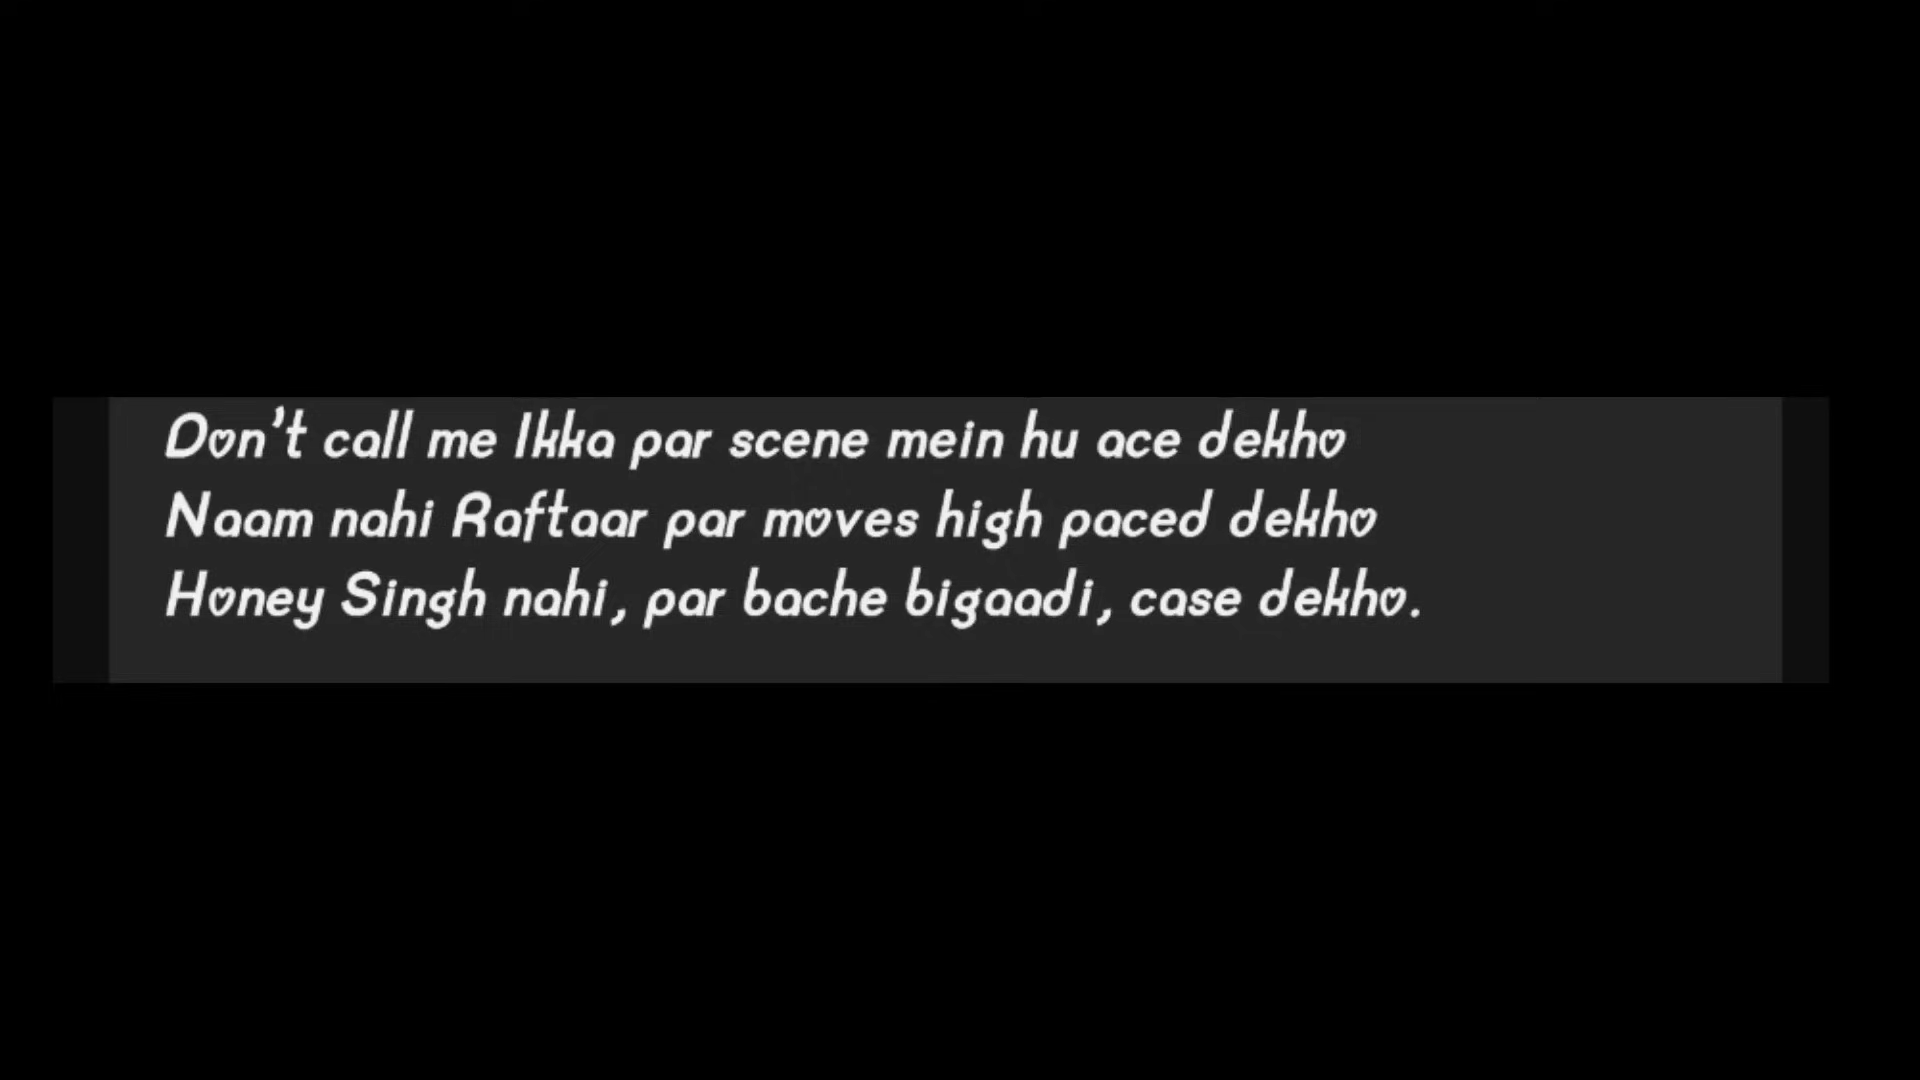 Don't call me Ikka par scene mein hu ace dekho
Naam nahi Raftaar par moves high paced dekho
Honey Singh nahi, par bache bigaadi, case dekho.